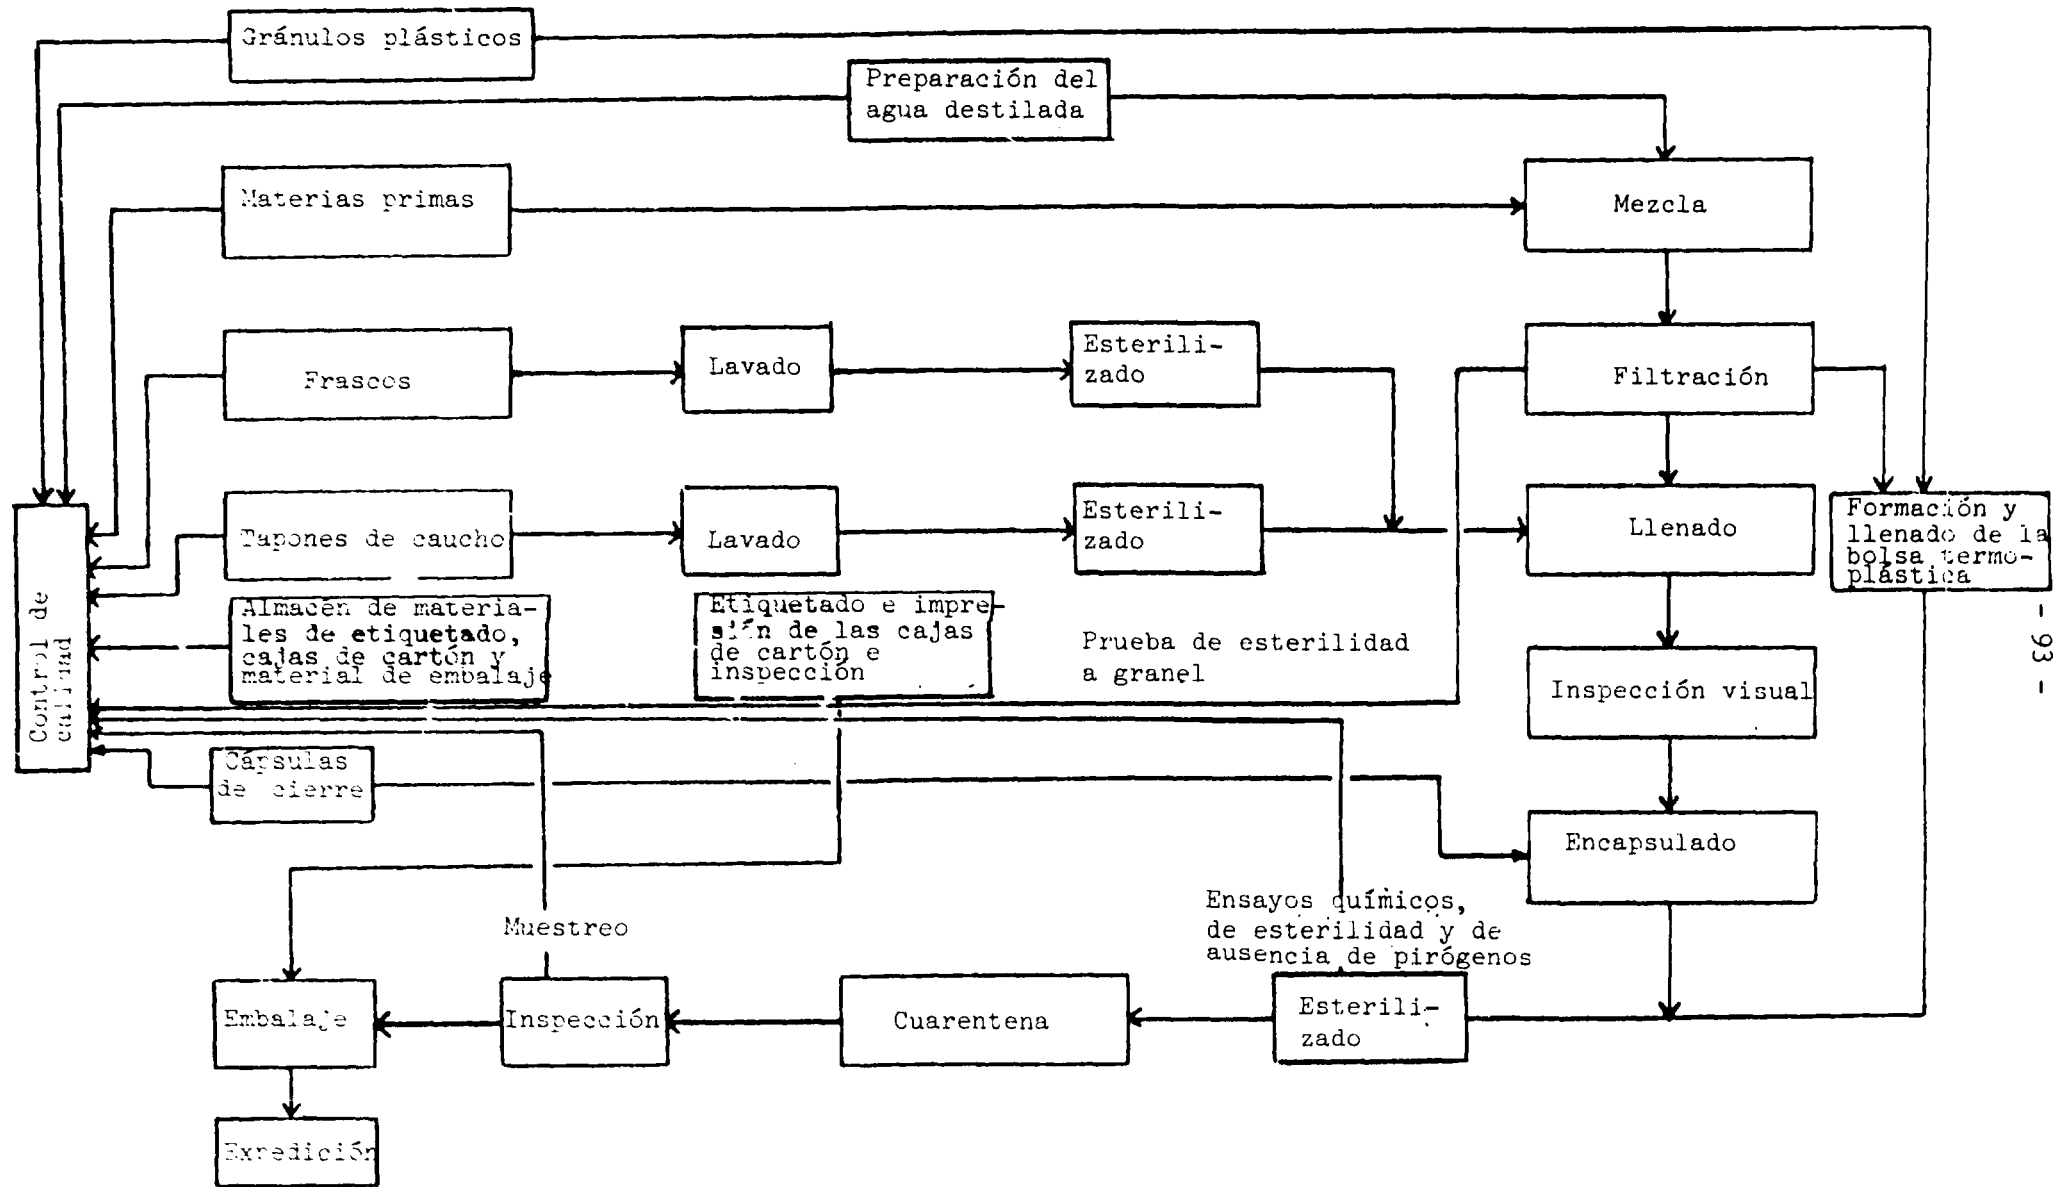 Gránulos plásticos
Preparación del
agua destilada
Materias primas
Mezcla
Frascos
Lavado
Esterili-
zado
Filtración
Tapones de caucho
Lavado
Esterili-
zado
Llenado
Formación y
llenado de la
bolsa termo-
plástica
Control de
calidad
Almacén de materia-
les de etiquetado,
cajas de cartón y
material de embalaje
Etiquetado e impre-
sión de las cajas
de cartón e
inspección
Prueba de esterilidad
a granel
Inspección visual
- 93 -
Cápsulas
de cierre
Encapsulado
Muestreo
Ensayos químicos,
de esterilidad y de
ausencia de pirógenos
Embalaje
Inspección
Cuarentena
Esterili-
zado
Expedición